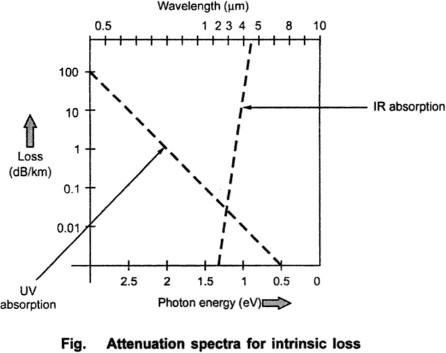 Wavelength (μm)
0.5 1 2 3 4 5 8 10
100
10
IR absorption
1
Loss
(dB/km)
0.1
0.01
UV
absorption
2.5 2 1.5 1 0.5 0
Photon energy (eV)
Fig. Attenuation spectra for intrinsic loss